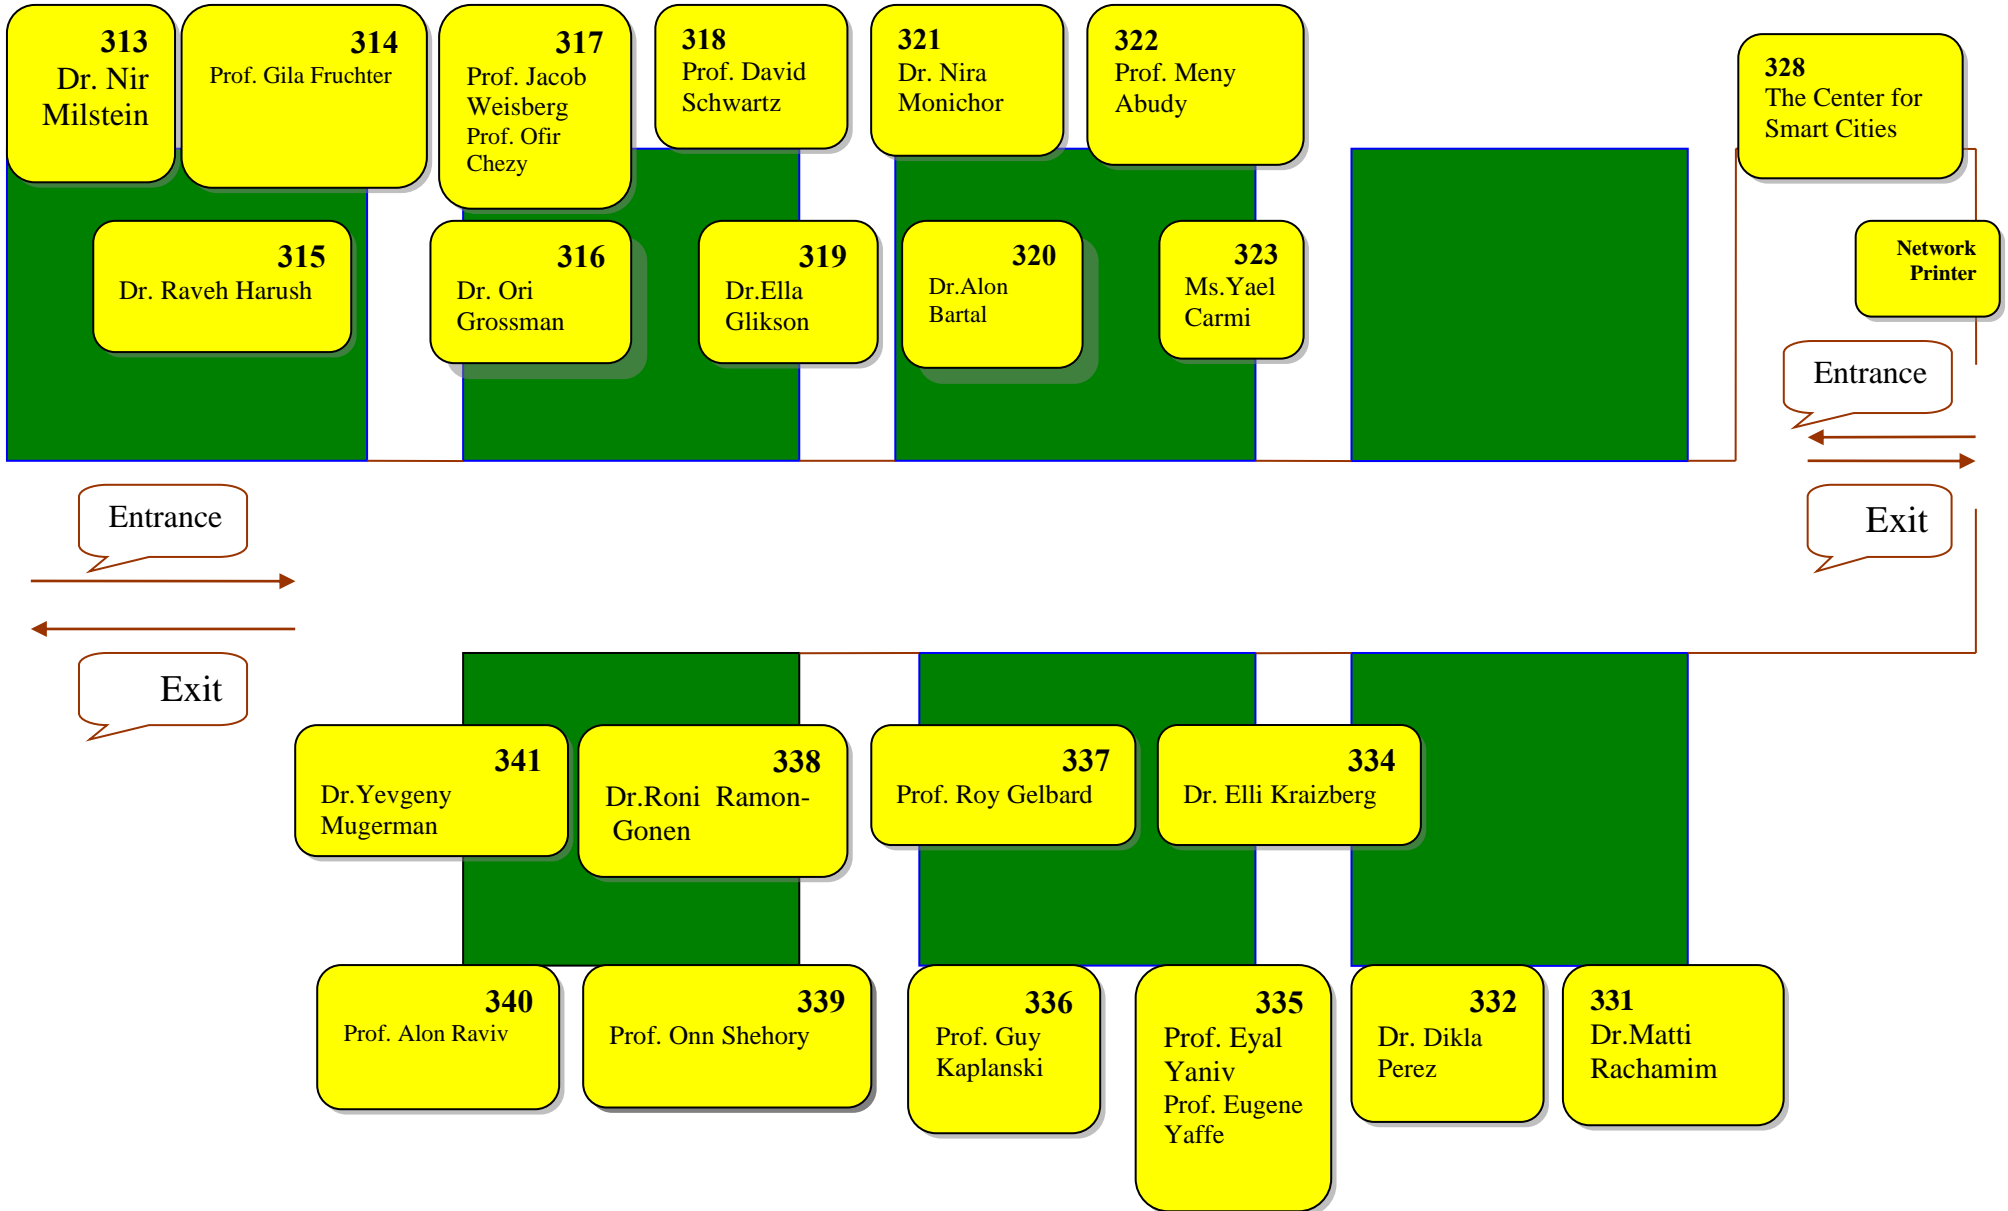 313
Dr. Nir
Milstein
314
Prof. Gila Fruchter
317
Prof. Jacob
Weisberg
Prof. Ofir
Chezy
318
Prof. David
Schwartz
321
Dr. Nira
Monichor
322
Prof. Meny
Abudy
328
The Center for
Smart Cities
315
Dr. Raveh Harush
316
Dr. Ori
Grossman
319
Dr.Ella
Glikson
320
Dr.Alon
Bartal
323
Ms.Yael
Carmi
Network
Printer
Entrance
Entrance
Exit
Exit
341
Dr.Yevgeny
Mugerman
338
Dr.Roni Ramon-
Gonen
337
Prof. Roy Gelbard
334
Dr. Elli Kraizberg
340
Prof. Alon Raviv
339
Prof. Onn Shehory
336
Prof. Guy
Kaplanski
335
Prof. Eyal
Yaniv
Prof. Eugene
Yaffe
332
Dr. Dikla
Perez
331
Dr.Matti
Rachamim